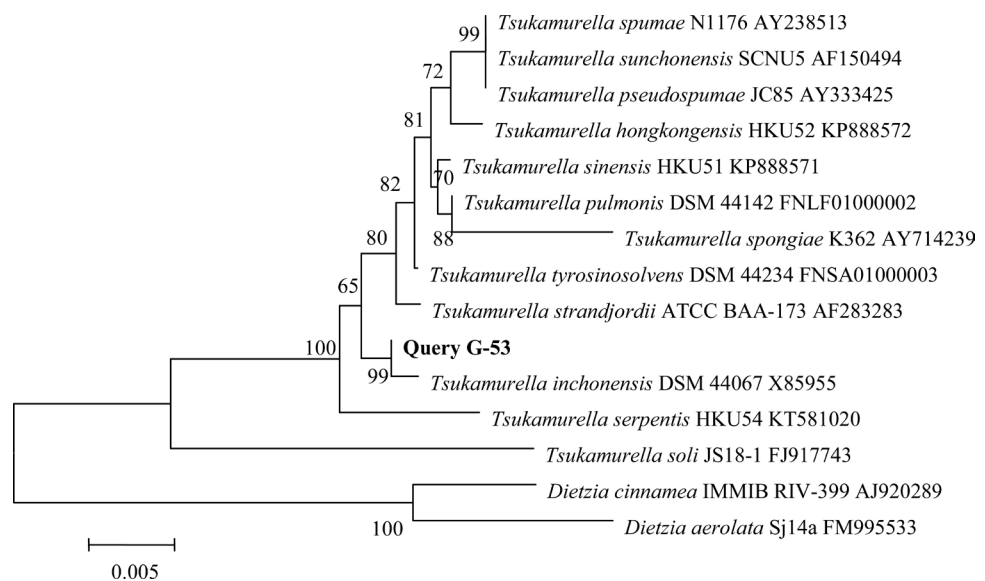 99 Tsukamurella spumae N1176 AY238513
Tsukamurella sunchonensis SCNU5 AF150494
72
Tsukamurella pseudospumae JC85 AY333425
81
Tsukamurella hongkongensis HKU52 KP888572
Tsukamurella sinensis HKU51 KP888571
82 70
Tsukamurella pulmonis DSM 44142 FNLF01000002
80 88 Tsukamurella spongiae K362 AY714239
Tsukamurella tyrosinosolvens DSM 44234 FNSA01000003
65
Tsukamurella strandjordii ATCC BAA-173 AF283283
100 Query G-53
99 Tsukamurella inchonensis DSM 44067 X85955
Tsukamurella serpentis HKU54 KT581020
Tsukamurella soli JS18-1 FJ917743
Dietzia cinnamea IMMIB RIV-399 AJ920289
100 Dietzia aerolata Sj14a FM995533
0.005